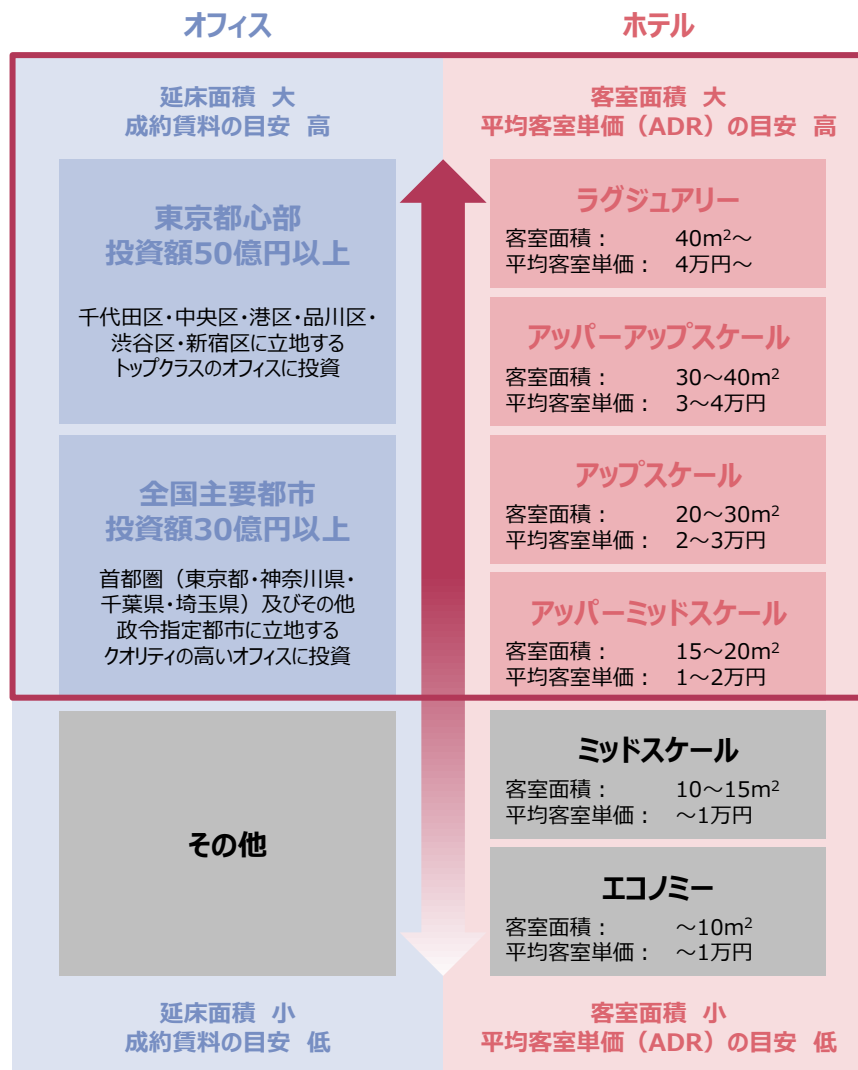 オフィス
延床面積 大
成約賃料の目安 高
東京都心部
投資額50億円以上
千代田区・中央区・港区・品川区・
渋谷区・新宿区に立地する
トップクラスのオフィスに投資
全国主要都市
投資額30億円以上
首都圏（東京都・神奈川県・
千葉県・埼玉県）及びその他
政令指定都市に立地する
クオリティの高いオフィスに投資
その他
延床面積 小
成約賃料の目安 低
ホテル
客室面積 大
平均客室単価（ADR）の目安 高
ラグジュアリー
客室面積： 40m²～
平均客室単価： 4万円～
アッパーアップスケール
客室面積： 30～40m²
平均客室単価： 3～4万円
アップスケール
客室面積： 20～30m²
平均客室単価： 2～3万円
アッパーミッドスケール
客室面積： 15～20m²
平均客室単価： 1～2万円
ミッドスケール
客室面積： 10～15m²
平均客室単価： ～1万円
エコノミー
客室面積： ～10m²
平均客室単価： ～1万円
客室面積 小
平均客室単価（ADR）の目安 低